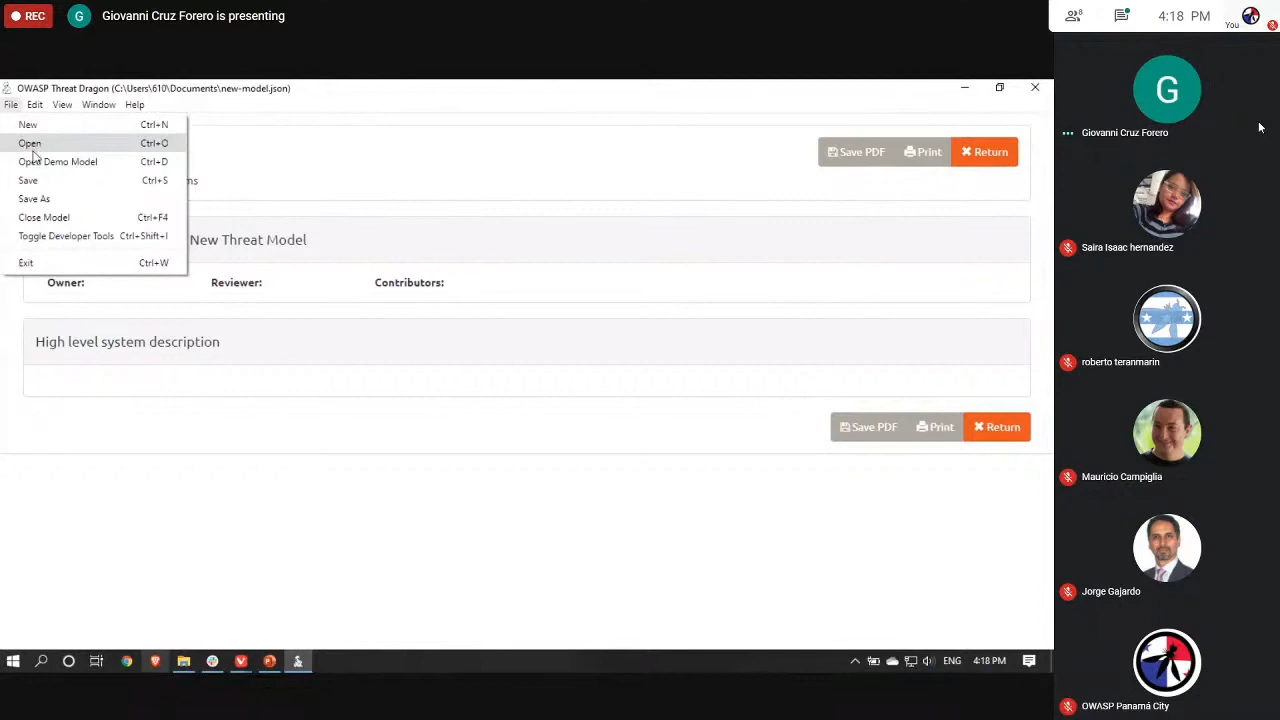 REC
G
Giovanni Cruz Forero is presenting
8
4:18 PM
You
OWASP Threat Dragon (C:\Users\610\Documents\new-model.json)
File Edit View Window Help
New Ctrl+N
Open Ctrl+O
Open Demo Model Ctrl+D
Save Ctrl+S
Save As
Close Model Ctrl+F4
Toggle Developer Tools Ctrl+Shift+I
Exit Ctrl+W
ms
Save PDF Print Return
New Threat Model
Owner: Reviewer: Contributors:
High level system description
Save PDF Print Return
G
Giovanni Cruz Forero
Saira Isaac hernandez
roberto teranmarin
Mauricio Campiglia
Jorge Gajardo
OWASP Panamá City
ENG 4:18 PM